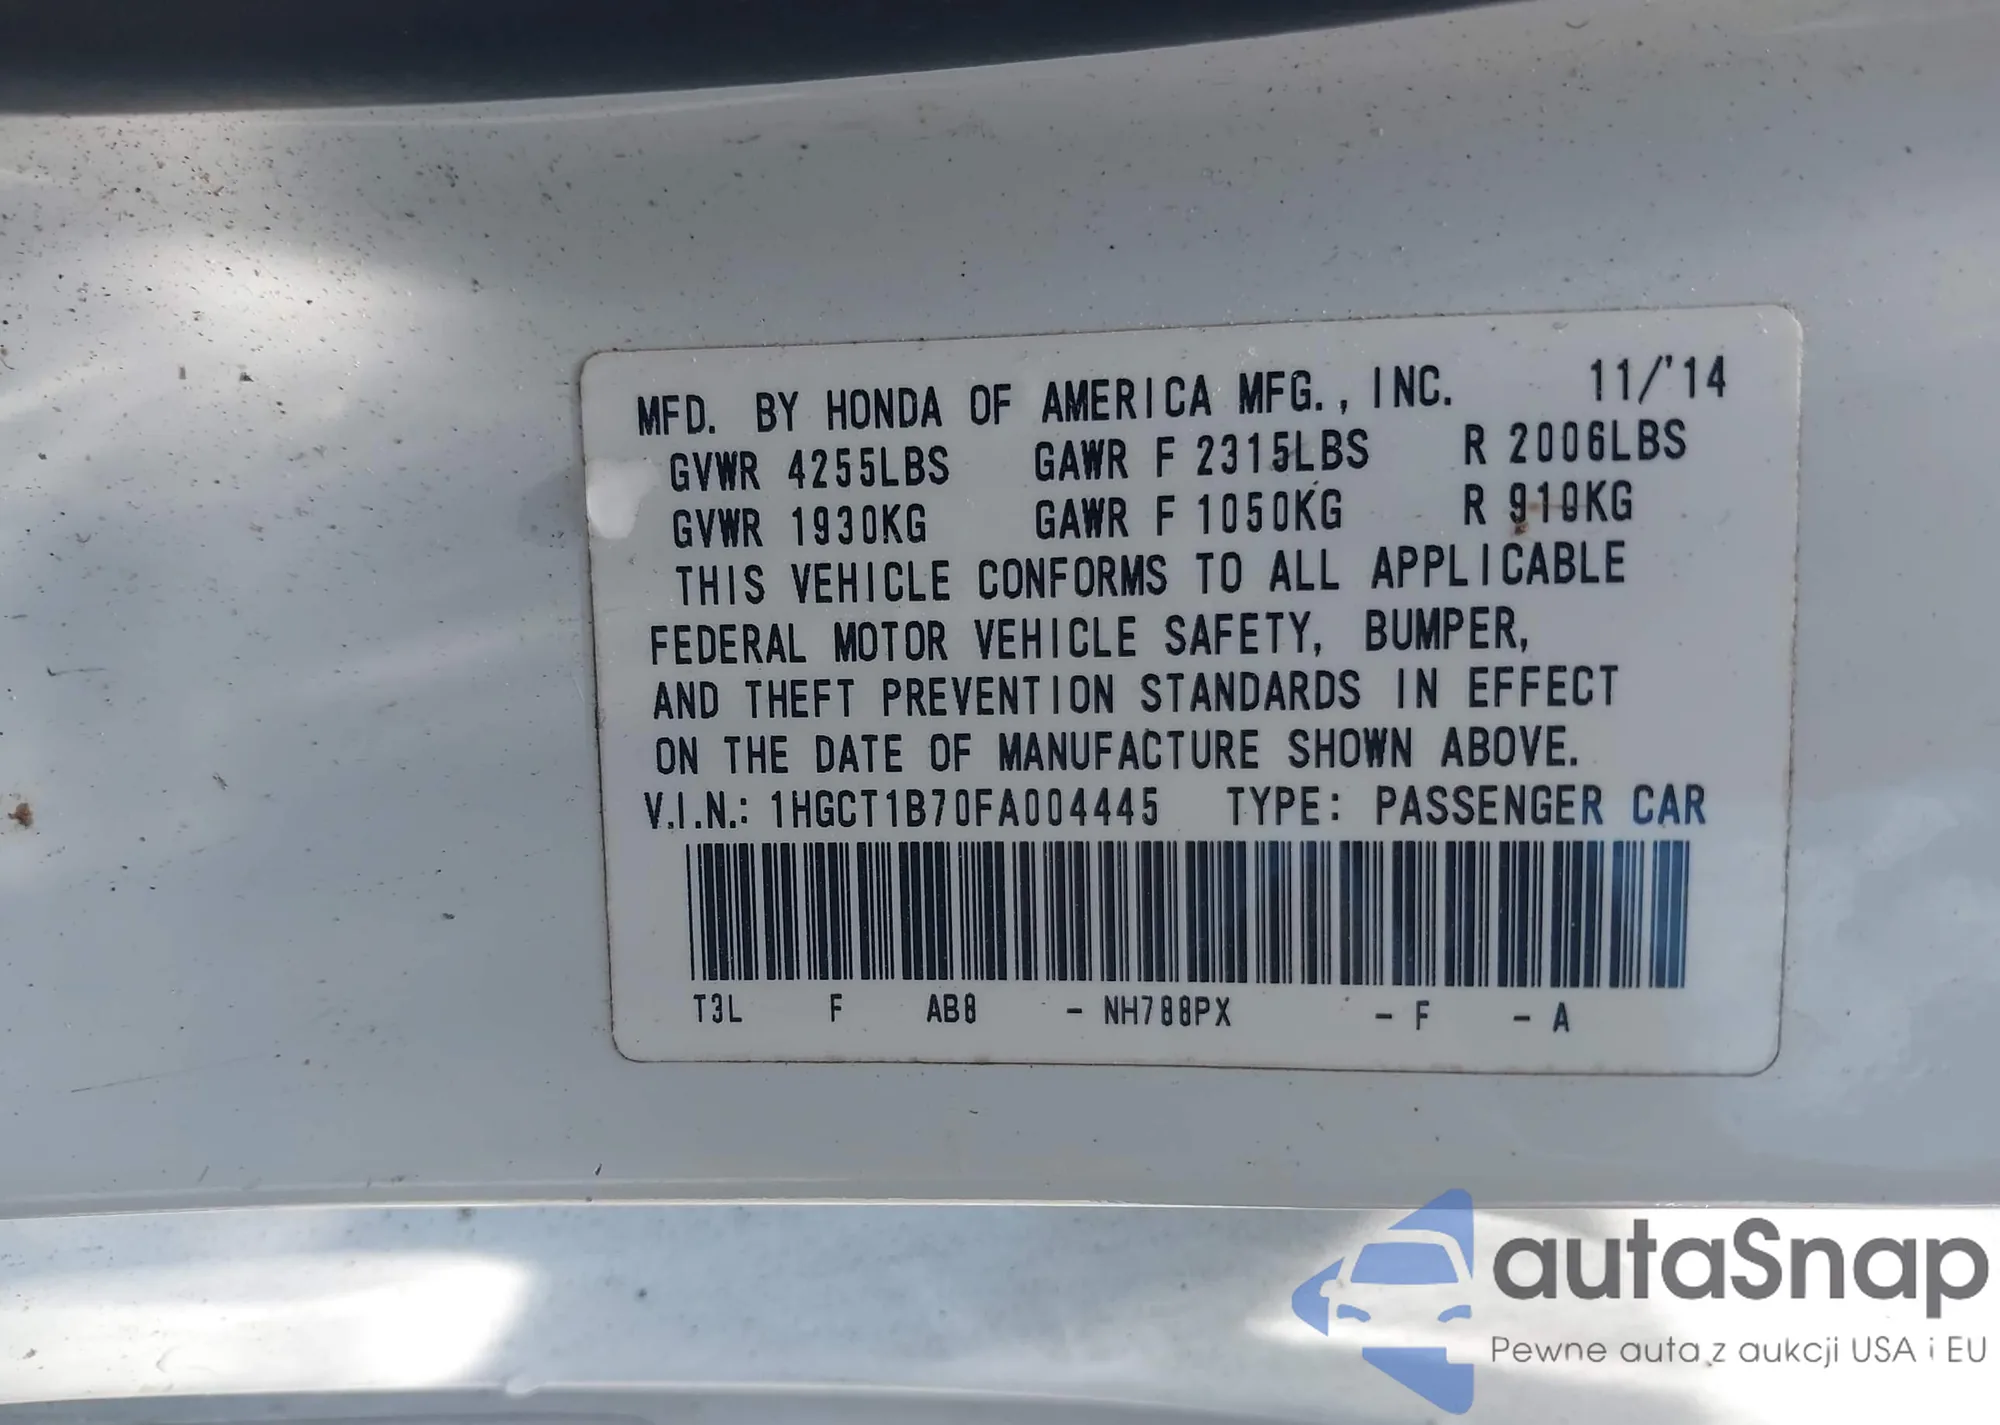 MFD. BY HONDA OF AMERICA MFG., INC. 11/'14
GVWR 4255LBS GAWR F 2315LBS R 2006LBS
GVWR 1930KG GAWR F 1050KG R 910KG
THIS VEHICLE CONFORMS TO ALL APPLICABLE
FEDERAL MOTOR VEHICLE SAFETY, BUMPER,
AND THEFT PREVENTION STANDARDS IN EFFECT
ON THE DATE OF MANUFACTURE SHOWN ABOVE.
V.I.N.: 1HGCT1B70FA004445 TYPE: PASSENGER CAR
T3L F AB8 - NH788PX - F - A
autaSnap
Pewne auta z aukcji USA i EU